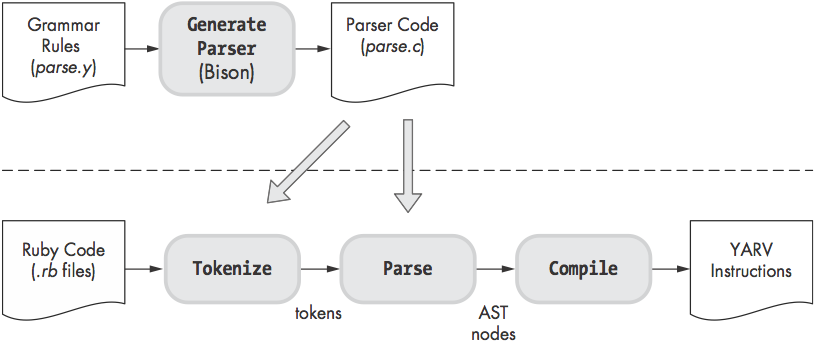 Grammar
Rules
(parse.y)
Generate
Parser
(Bison)
Parser Code
(parse.c)
Ruby Code
(.rb files)
Tokenize
tokens
Parse
AST
nodes
Compile
YARV
Instructions